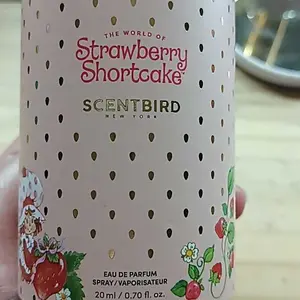 THE WORLD OF
Strawberry
Shortcake
SCENTBIRD
NEW YORK
EAU DE PARFUM
SPRAY/VAPORISATEUR
20 ml / 0.70 fl. oz.